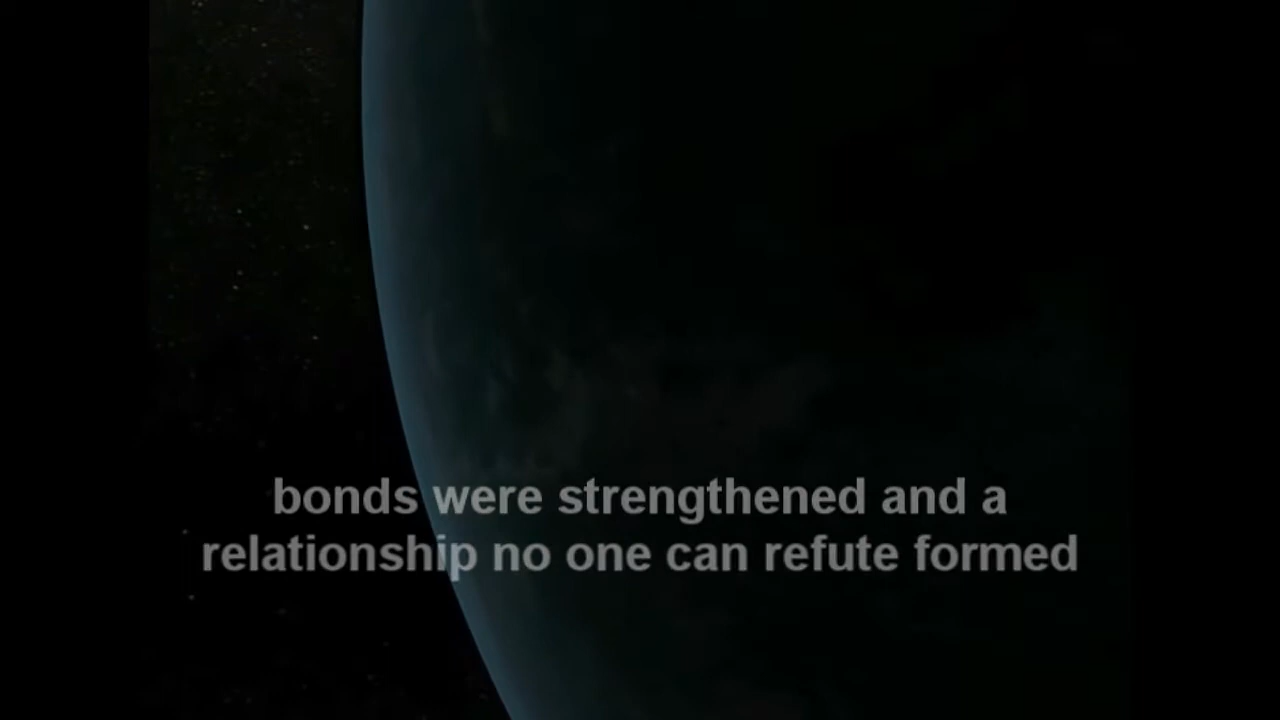 bonds were strengthened and a
relationship no one can refute formed